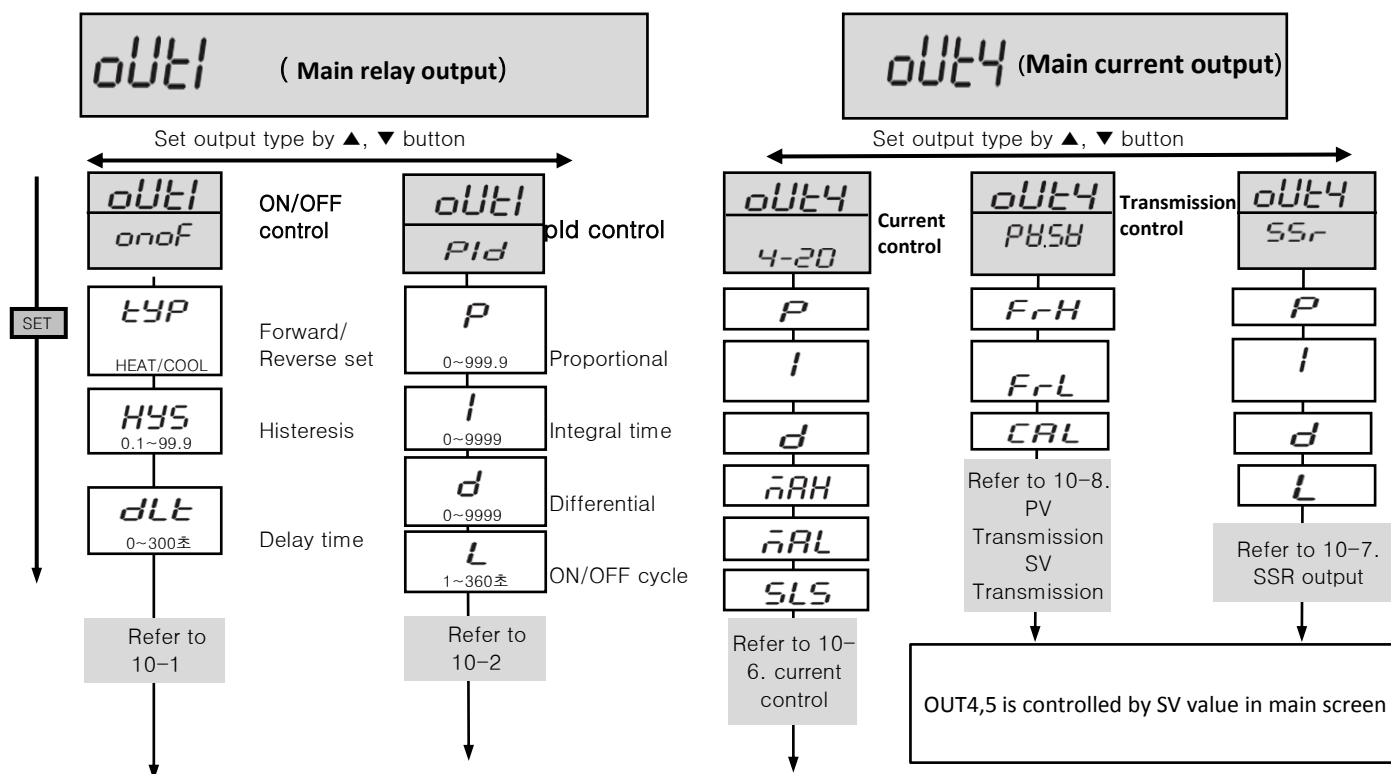 oUt1 ( Main relay output)
Set output type by ▲, ▼ button
SET
oUt1
onoF
ON/OFF
control
tYP
HEAT/COOL
Forward/
Reverse set
HYS
0.1~99.9
Histeresis
dLt
0~300초
Delay time
Refer to
10-1
oUt1
PId
pId control
P
0~999.9
Proportional
I
0~9999
Integral time
d
0~9999
Differential
L
1~360초
ON/OFF cycle
Refer to
10-2
oUt4 (Main current output)
Set output type by ▲, ▼ button
oUt4
4-20
Current
control
P
I
d
mAH
mAL
SLS
Refer to 10-
6. current
control
oUt4
PV.SV
Transmission
control
FrH
FrL
CAL
Refer to 10-8.
PV
Transmission
SV
Transmission
oUt4
SSr
P
I
d
L
Refer to 10-7.
SSR output
OUT4,5 is controlled by SV value in main screen